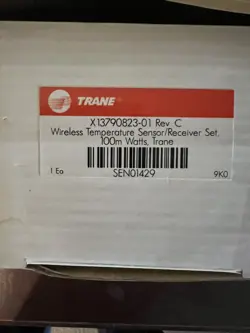 TRANE
X13790823-01 Rev C
Wireless Temperature Sensor/Receiver Set,
100m Watts, Trane
1 Ea SEN01429 9K0